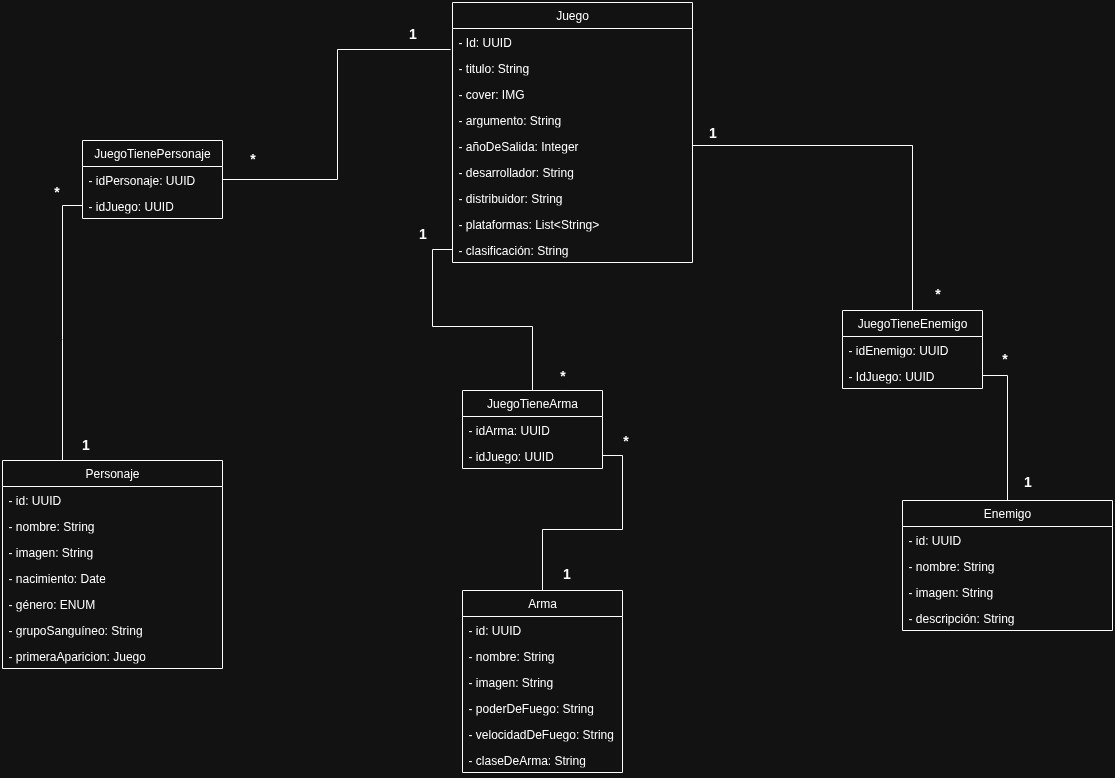 Juego
- Id: UUID
- titulo: String
- cover: IMG
- argumento: String
- añoDeSalida: Integer
- desarrollador: String
- distribuidor: String
- plataformas: List<String>
- clasificación: String
1
1
1
JuegoTienePersonaje
- idPersonaje: UUID
- idJuego: UUID
*
*
1
Personaje
- id: UUID
- nombre: String
- imagen: String
- nacimiento: Date
- género: ENUM
- grupoSanguíneo: String
- primeraAparicion: Juego
*
JuegoTieneArma
- idArma: UUID
- idJuego: UUID
*
1
Arma
- id: UUID
- nombre: String
- imagen: String
- poderDeFuego: String
- velocidadDeFuego: String
- claseDeArma: String
*
JuegoTieneEnemigo
- idEnemigo: UUID
- IdJuego: UUID
*
1
Enemigo
- id: UUID
- nombre: String
- imagen: String
- descripción: String